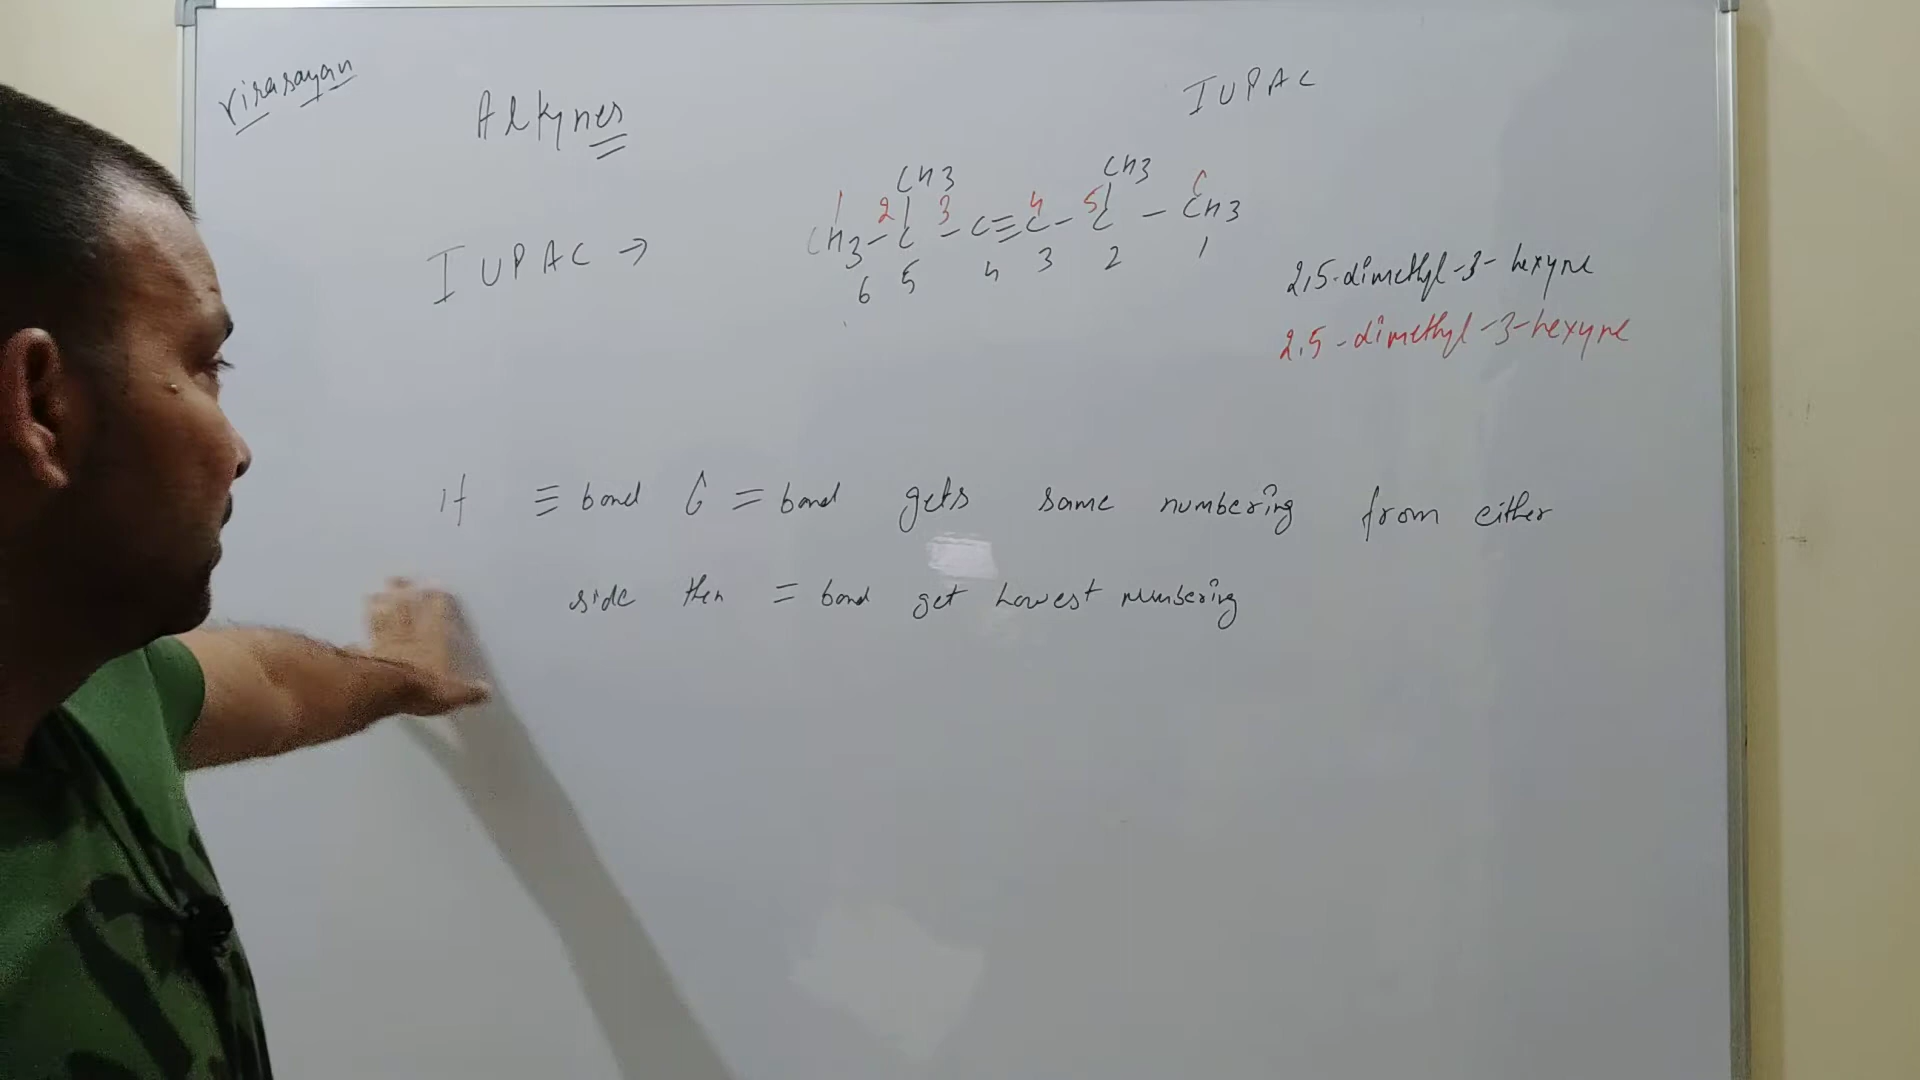 virasayan
Alkynes
IUPAC
IUPAC →
CH3 CH3
1 2 3 4 5 6
CH3 - C - C ≡ C - C - CH3
6 5 4 3 2 1
2,5-dimethyl-3-hexyne
2,5-dimethyl-3-hexyne
if ≡ bond & = bond gets same numbering from either
side then = bond get Lowest numbering